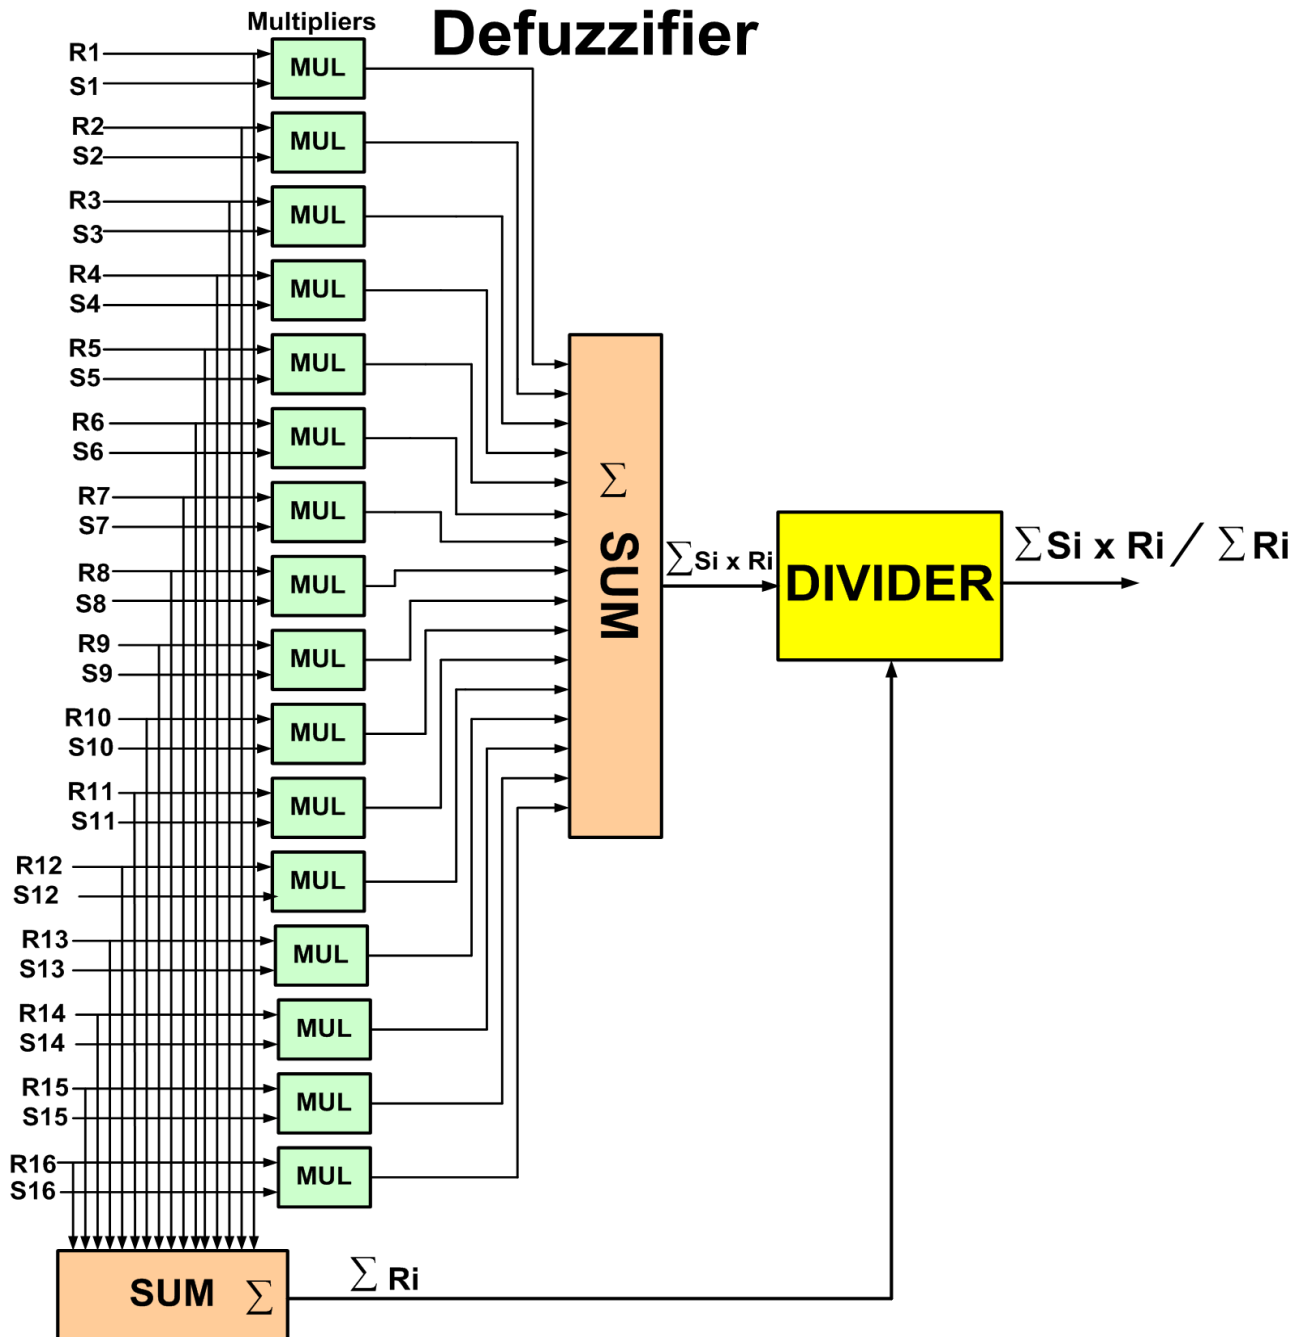 Defuzzifier
Multipliers
R1
S1
MUL
R2
S2
MUL
R3
S3
MUL
R4
S4
MUL
R5
S5
MUL
R6
S6
MUL
R7
S7
MUL
R8
S8
MUL
R9
S9
MUL
R10
S10
MUL
R11
S11
MUL
R12
S12
MUL
R13
S13
MUL
R14
S14
MUL
R15
S15
MUL
R16
S16
MUL
∑ SUM
∑Si x Ri
DIVIDER
∑Si x Ri / ∑Ri
SUM ∑
∑ Ri